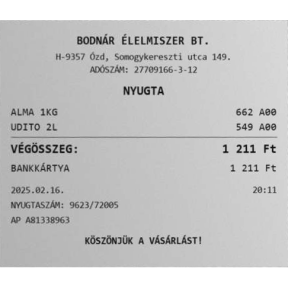 BODNÁR ÉLELMISZER BT.
H-9357 Ózd, Somogykereszti utca 149.
ADÓSZÁM: 27709166-3-12
NYUGTA
ALMA 1KG 662 A00
UDITO 2L 549 A00
VÉGÖSSZEG: 1 211 Ft
BANKKÁRTYA 1 211 Ft
2025.02.16. 20:11
NYUGTASZÁM: 9623/72005
AP A81338963
KÖSZÖNJÜK A VÁSÁRLÁST!